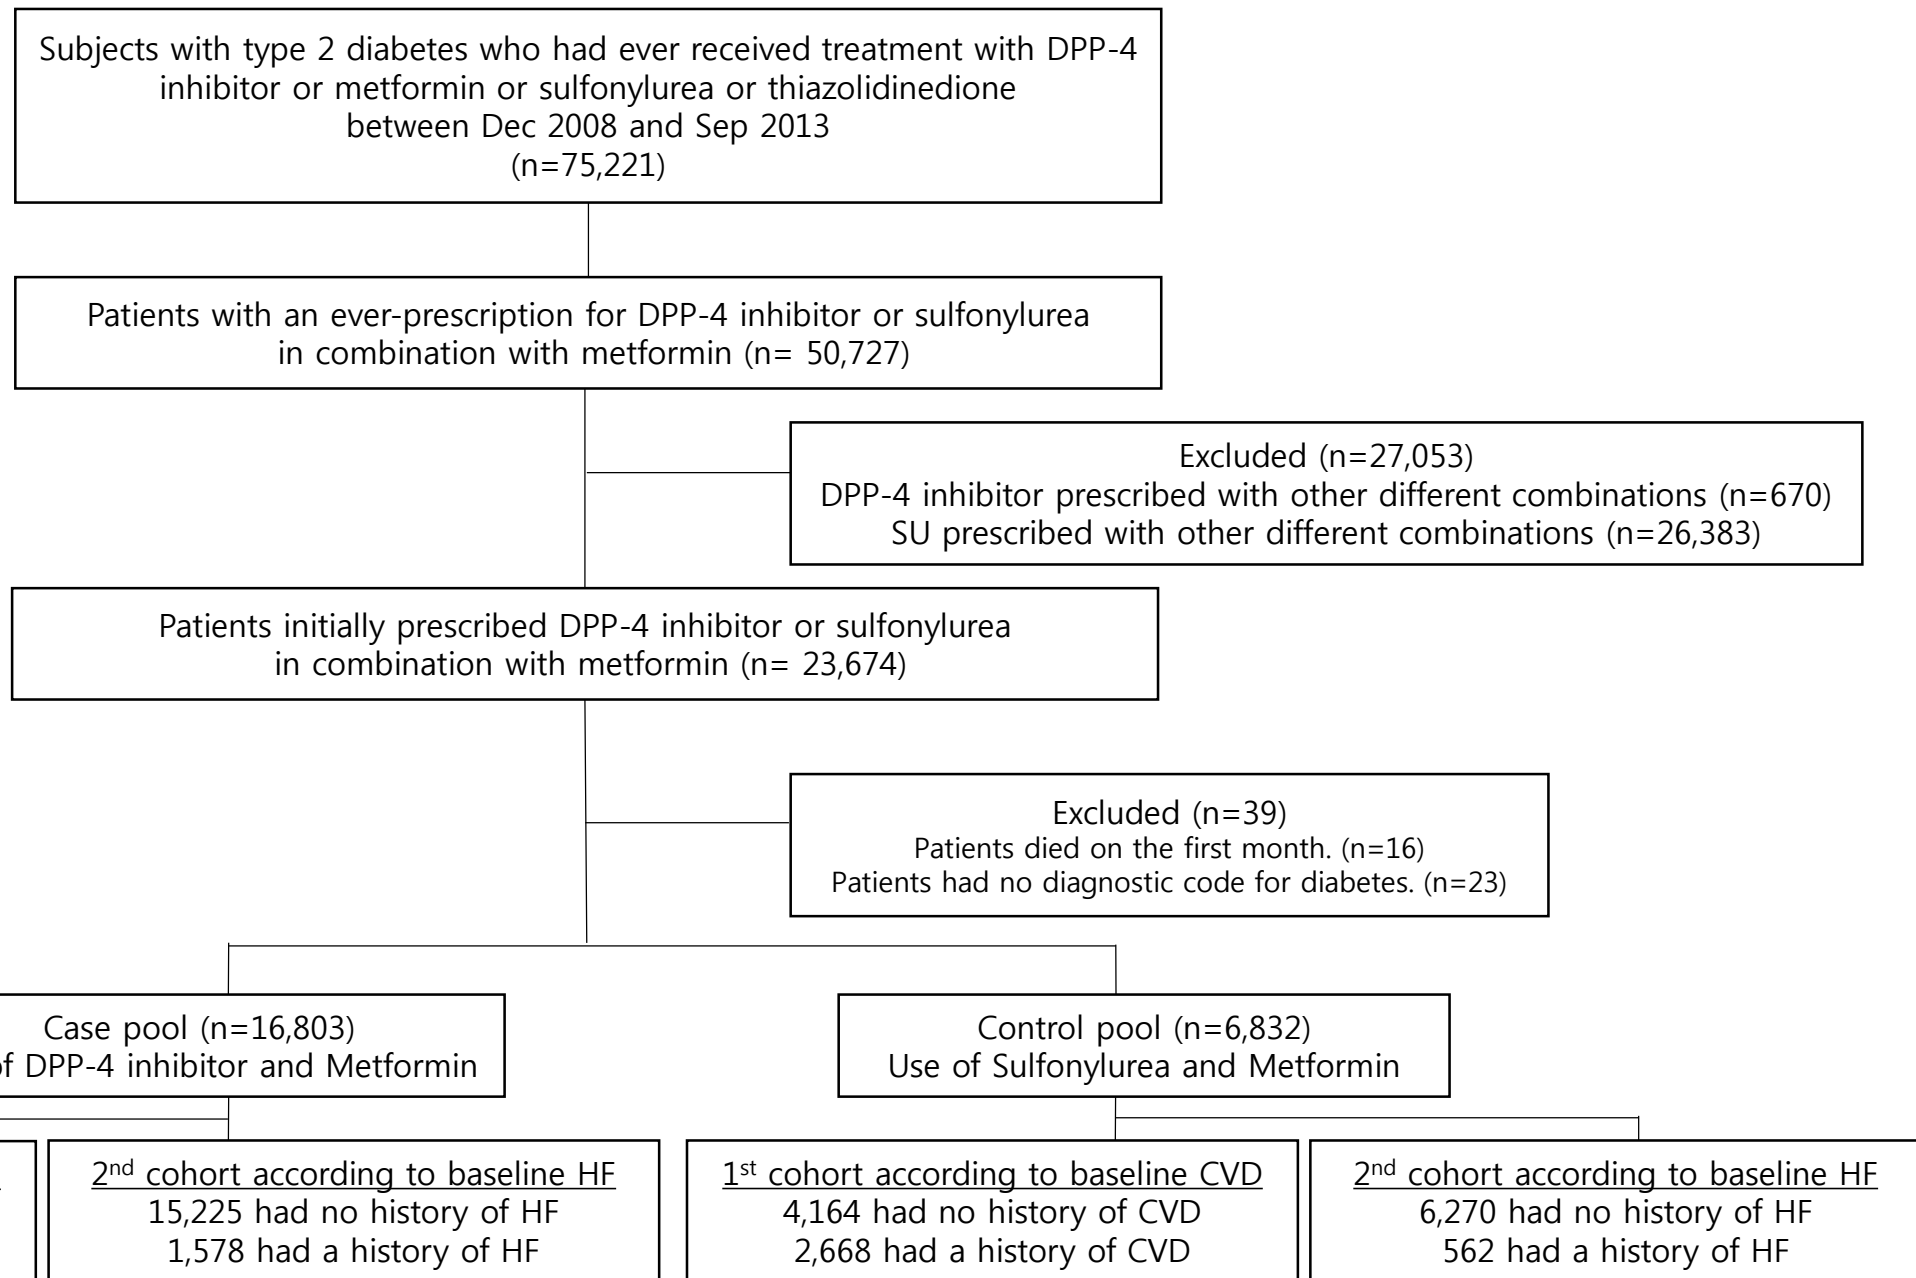 Subjects with type 2 diabetes who had ever received treatment with DPP-4
inhibitor or metformin or sulfonylurea or thiazolidinedione
between Dec 2008 and Sep 2013
(n=75,221)
Patients with an ever-prescription for DPP-4 inhibitor or sulfonylurea
in combination with metformin (n= 50,727)
Excluded (n=27,053)
DPP-4 inhibitor prescribed with other different combinations (n=670)
SU prescribed with other different combinations (n=26,383)
Patients initially prescribed DPP-4 inhibitor or sulfonylurea
in combination with metformin (n= 23,674)
Excluded (n=39)
Patients died on the first month. (n=16)
Patients had no diagnostic code for diabetes. (n=23)
Case pool (n=16,803)
of DPP-4 inhibitor and Metformin
Control pool (n=6,832)
Use of Sulfonylurea and Metformin
2nd cohort according to baseline HF
15,225 had no history of HF
1,578 had a history of HF
1st cohort according to baseline CVD
4,164 had no history of CVD
2,668 had a history of CVD
2nd cohort according to baseline HF
6,270 had no history of HF
562 had a history of HF